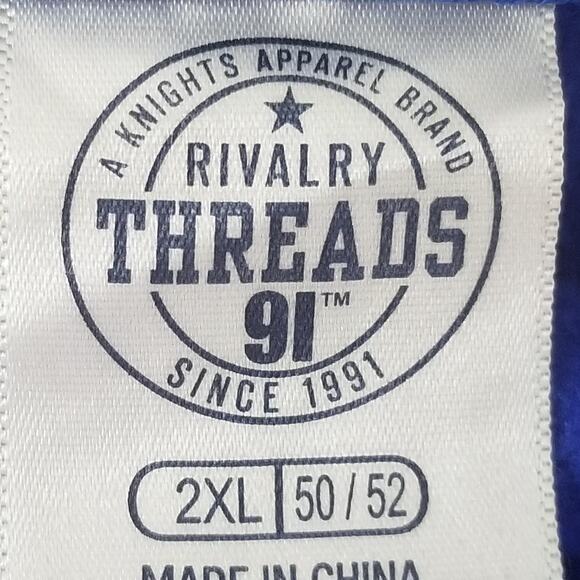 A KNIGHTS APPAREL BRAND
RIVALRY
THREADS
91™
SINCE 1991
2XL 50/52
MADE IN CHINA